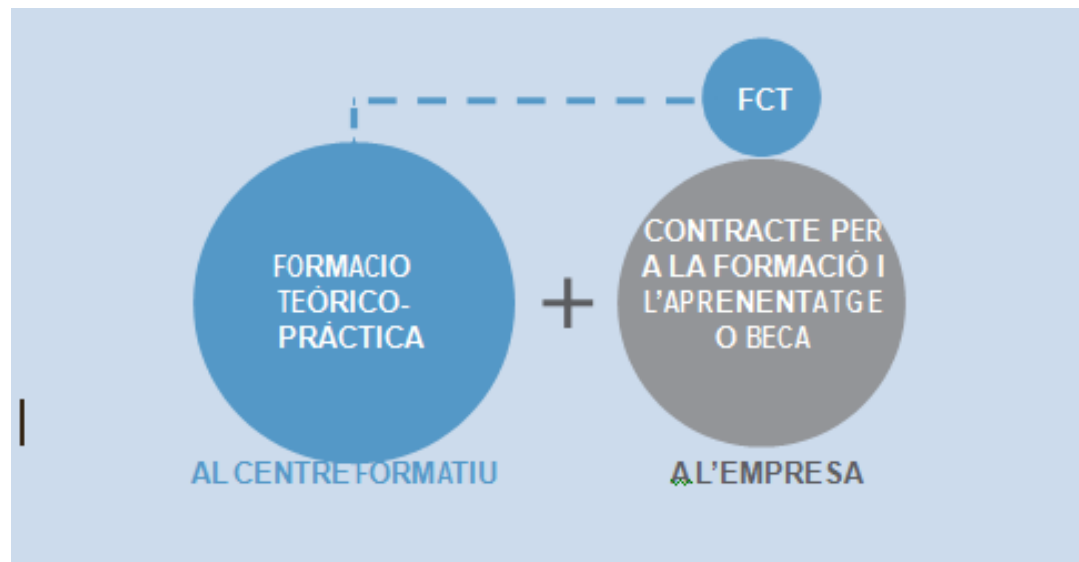 FCT
FORMACIO
TEÒRICO-
PRÀCTICA
+
CONTRACTE PER
A LA FORMACIÓ I
L'APRENENTATGE
O BECA
AL CENTRE FORMATIU
A L'EMPRESA